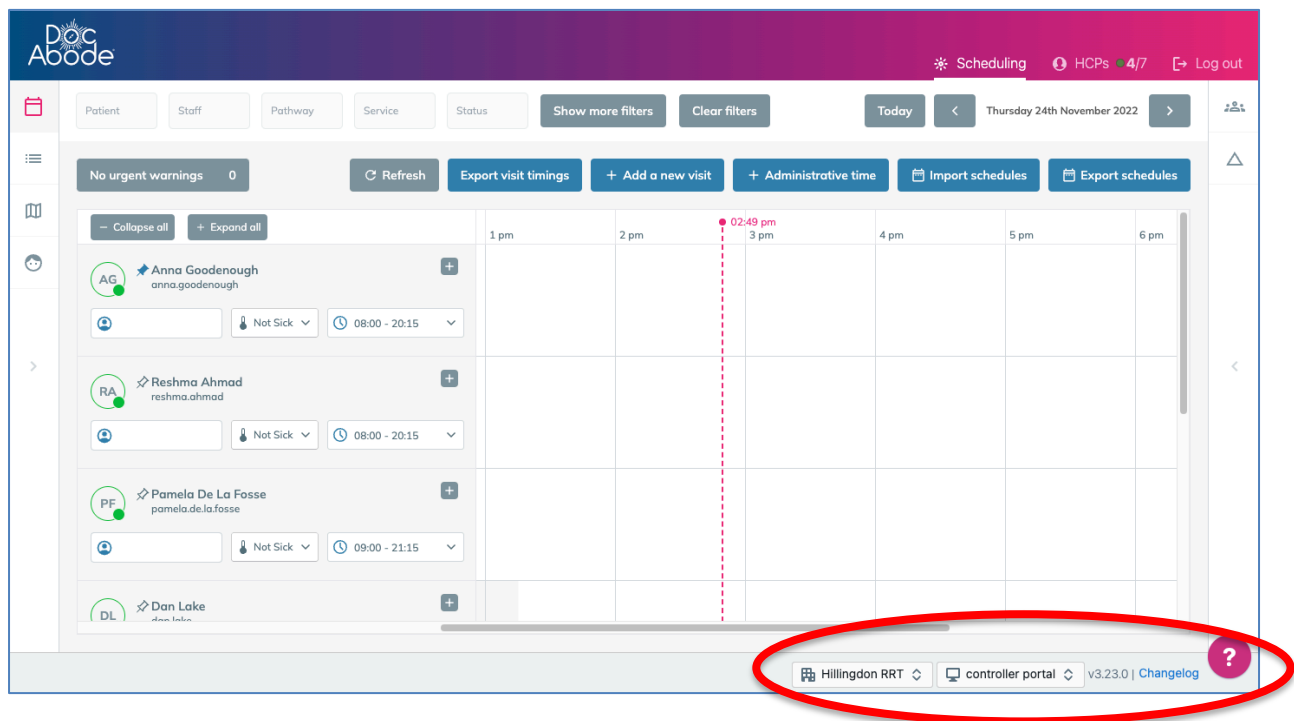 Doc
Abode
Scheduling
HCPs 4/7
Log out
Patient
Staff
Pathway
Service
Status
Show more filters
Clear filters
Today
Thursday 24th November 2022
No urgent warnings 0
Refresh
Export visit timings
+ Add a new visit
+ Administrative time
Import schedules
Export schedules
− Collapse all
+ Expand all
02:49 pm
1 pm
2 pm
3 pm
4 pm
5 pm
6 pm
AG
Anna Goodenough
anna.goodenough
Not Sick
08:00 - 20:15
RA
Reshma Ahmad
reshma.ahmad
Not Sick
08:00 - 20:15
PF
Pamela De La Fosse
pamela.de.la.fosse
Not Sick
09:00 - 21:15
DL
Dan Lake
dan.lake
?
Hillingdon RRT
controller portal
v3.23.0 | Changelog